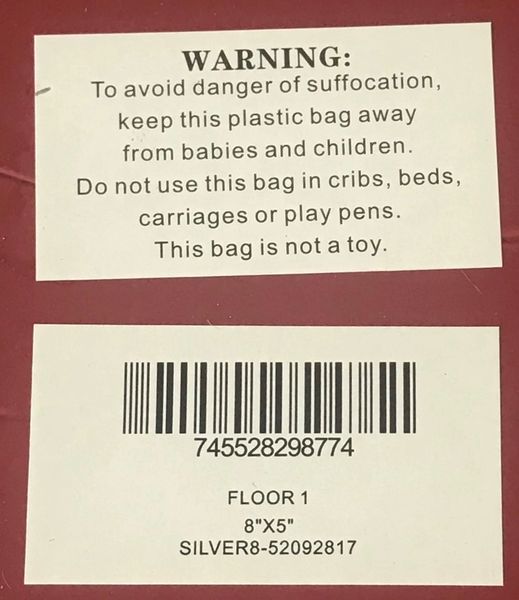 WARNING:
To avoid danger of suffocation,
keep this plastic bag away
from babies and children.
Do not use this bag in cribs, beds,
carriages or play pens.
This bag is not a toy.
745528298774
FLOOR 1
8"X5"
SILVER8-52092817